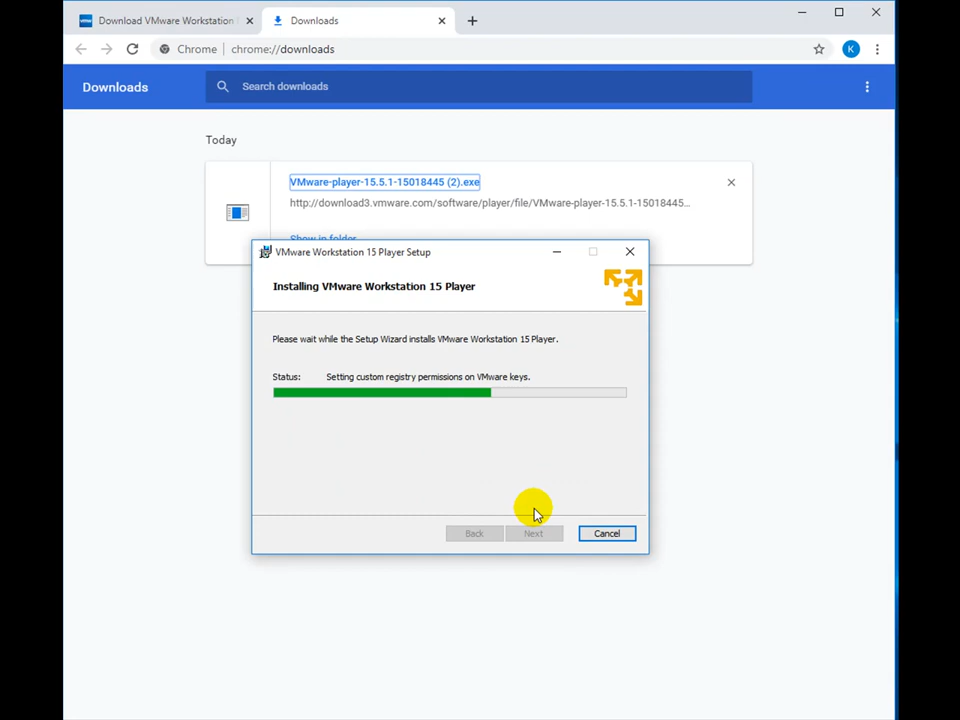 Download VMware Workstation
Downloads
Chrome
chrome://downloads
K
Downloads
Search downloads
Today
VMware-player-15.5.1-15018445 (2).exe
http://download3.vmware.com/software/player/file/VMware-player-15.5.1-15018445…
Show in folder
VMware Workstation 15 Player Setup
Installing VMware Workstation 15 Player
Please wait while the Setup Wizard installs VMware Workstation 15 Player.
Status: Setting custom registry permissions on VMware keys.
Back Next Cancel